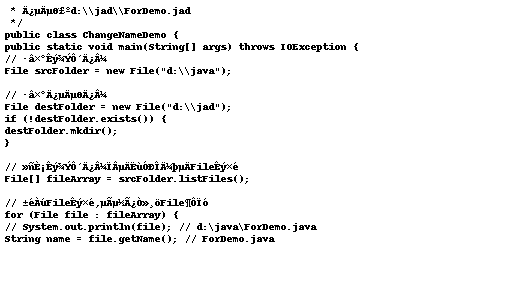 * Ä¿µÄµØ£ºd:\\jad\\ForDemo.jad
*/
public class ChangeNameDemo {
public static void main(String[] args) throws IOException {
// ·â×°Êý¾ÝÔ´Ä¿Â¼
File srcFolder = new File("d:\\java");
// ·â×°Ä¿µÄµØÄ¿Â¼
File destFolder = new File("d:\\jad");
if (!destFolder.exists()) {
destFolder.mkdir();
}
// »ñÈ¡Êý¾ÝÔ´Ä¿Â¼ÏÂµÄËùÓÐÎÄ¼þµÄFileÊý×é
File[] fileArray = srcFolder.listFiles();
// ±éÀúFileÊý×é£¬µÃµ½Ã¿Ò»¸öFile¶ÔÏó
for (File file : fileArray) {
// System.out.println(file); // d:\java\ForDemo.java
String name = file.getName(); // ForDemo.java